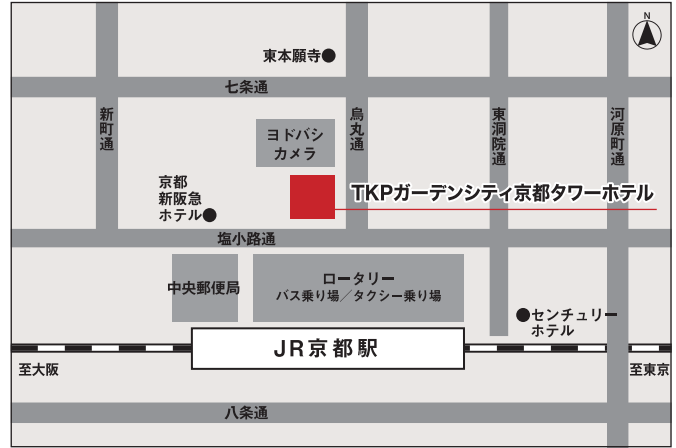 N
東本願寺
七条通
新町通
烏丸通
東洞院通
河原町通
ヨドバシ
カメラ
京都
新阪急
ホテル
TKPガーデンシティ京都タワーホテル
塩小路通
中央郵便局
ロータリー
バス乗り場／タクシー乗り場
センチュリー
ホテル
JR京都駅
至大阪
至東京
八条通